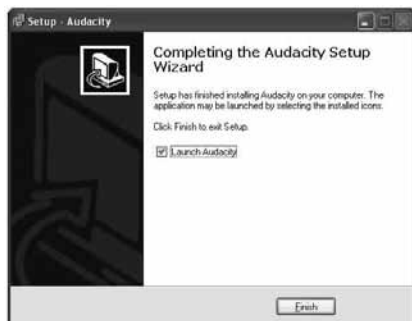 Setup - Audacity
Completing the Audacity Setup
Wizard
Setup has finished installing Audacity on your computer. The
application may be launched by selecting the installed icons.
Click Finish to exit Setup.
Launch Audacity
Finish